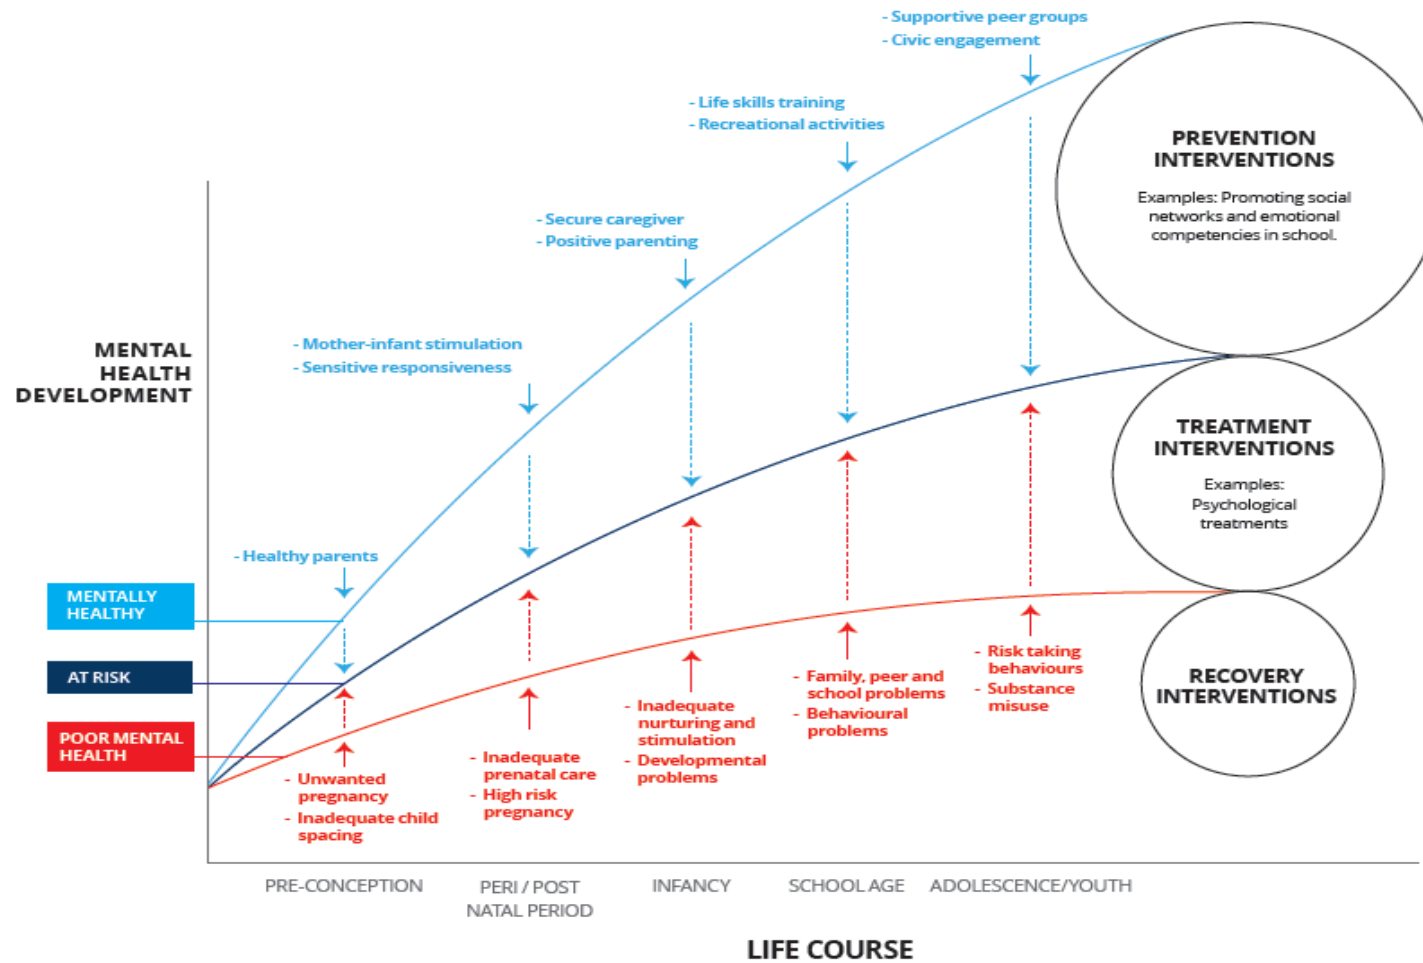 - Supportive peer groups
- Civic engagement
- Life skills training
- Recreational activities
PREVENTION
INTERVENTIONS
Examples: Promoting social
networks and emotional
competencies in school.
- Secure caregiver
- Positive parenting
MENTAL
HEALTH
DEVELOPMENT
- Mother-infant stimulation
- Sensitive responsiveness
TREATMENT
INTERVENTIONS
Examples:
Psychological
treatments
- Healthy parents
MENTALLY
HEALTHY
AT RISK
POOR MENTAL
HEALTH
- Unwanted
pregnancy
- Inadequate child
spacing
- Inadequate
prenatal care
- High risk
pregnancy
- Inadequate
nurturing and
stimulation
- Developmental
problems
- Family, peer and
school problems
- Behavioural
problems
- Risk taking
behaviours
- Substance
misuse
RECOVERY
INTERVENTIONS
PRE-CONCEPTION
PERI / POST
NATAL PERIOD
INFANCY
SCHOOL AGE
ADOLESCENCE/YOUTH
LIFE COURSE